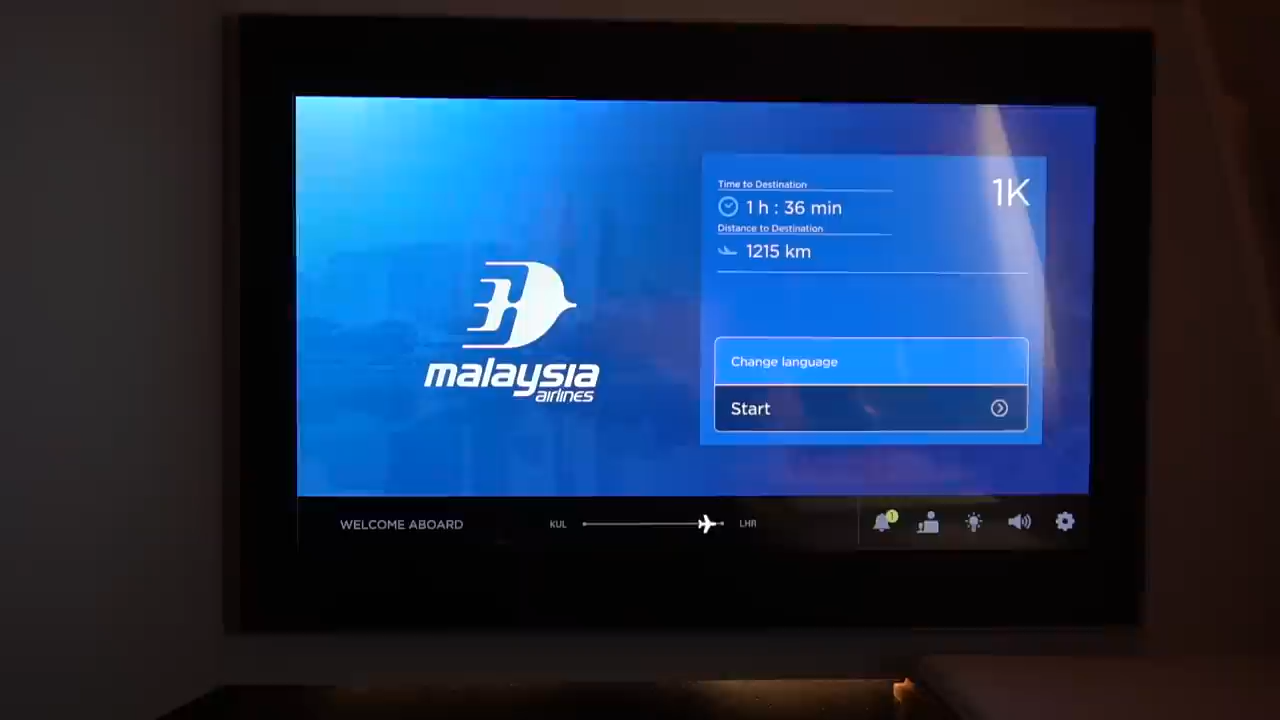 Time to Destination
1K
1 h : 36 min
Distance to Destination
1215 km
malaysia
airlines
Change language
Start
WELCOME ABOARD
KUL
LHR
1